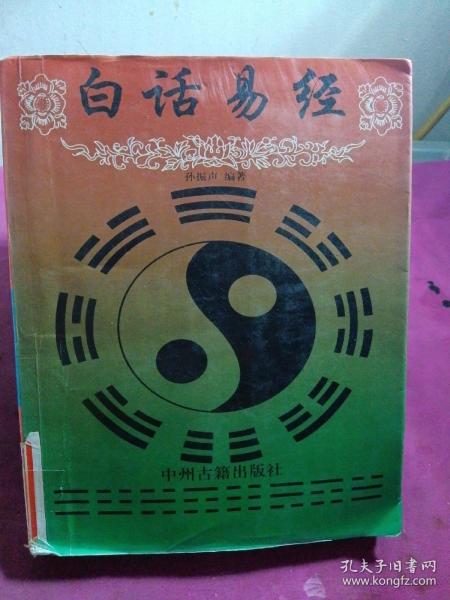 白话易经
孙振声 编著
中州古籍出版社
孔夫子旧书网
www.kongfz.com